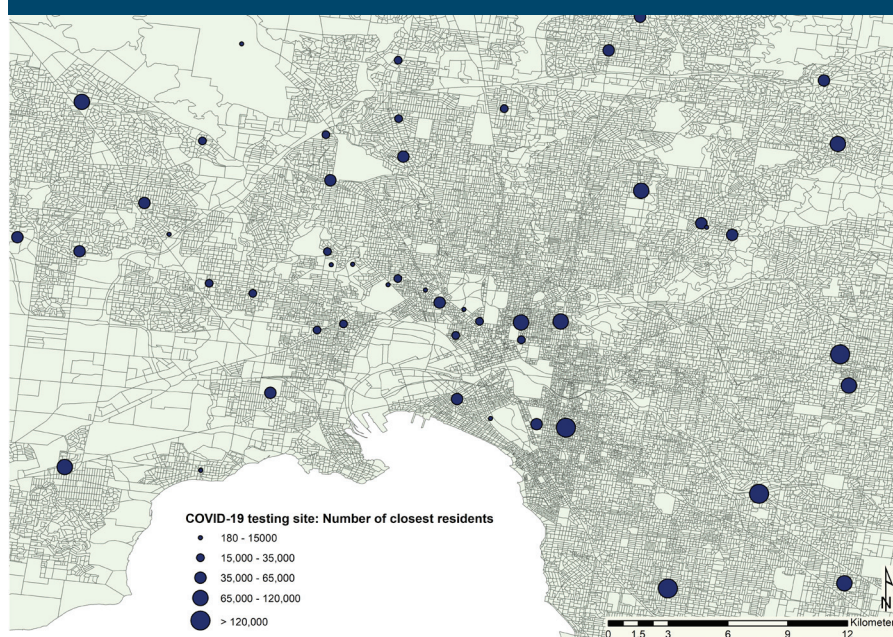 COVID-19 testing site: Number of closest residents
180 - 15000
15,000 - 35,000
35,000 - 65,000
65,000 - 120,000
> 120,000
N
Kilometer
0 1.5 3 6 9 12